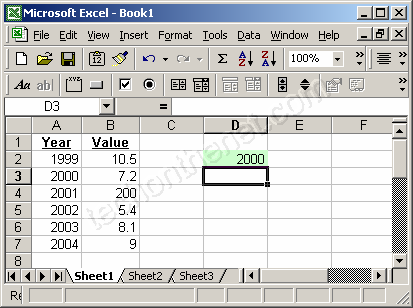 Microsoft Excel - Book1
File Edit View Insert Format Tools Data Window Help
Σ A Z Z A 100% »
Aa ab|
D3 =
A B C D E F
1 Year Value
2 1999 10.5 2000
3 2000 7.2
4 2001 200
5 2002 5.4
6 2003 8.1
7 2004 9
8
Sheet1 Sheet2 Sheet3
Re